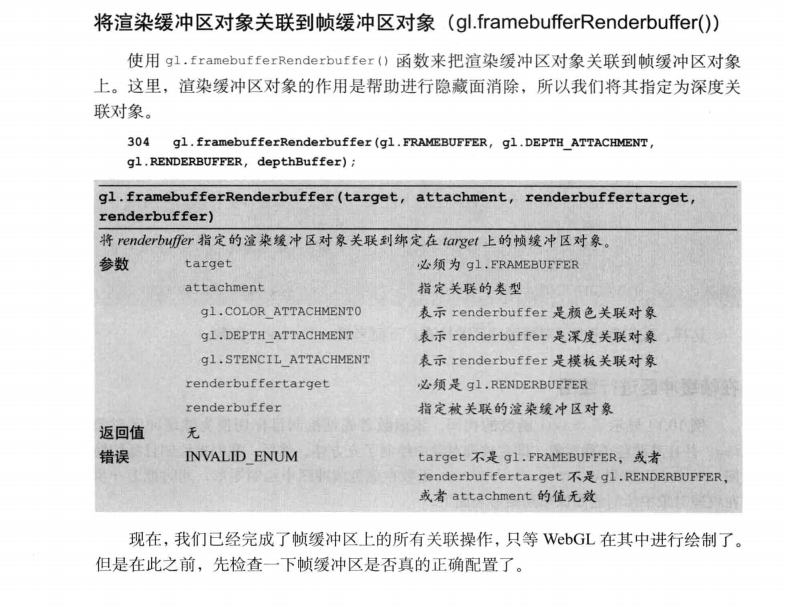 将渲染缓冲区对象关联到帧缓冲区对象（gl.framebufferRenderbuffer()）
使用 gl.framebufferRenderbuffer() 函数来把渲染缓冲区对象关联到帧缓冲区对象
上。这里，渲染缓冲区对象的作用是帮助进行隐藏面消除，所以我们将其指定为深度关
联对象。
304 gl.framebufferRenderbuffer(gl.FRAMEBUFFER, gl.DEPTH_ATTACHMENT,
gl.RENDERBUFFER, depthBuffer);
gl.framebufferRenderbuffer(target, attachment, renderbuffertarget,
renderbuffer)
将 renderbuffer 指定的渲染缓冲区对象关联到绑定在 target 上的帧缓冲区对象。
参数 target 必须为 gl.FRAMEBUFFER
attachment 指定关联的类型
gl.COLOR_ATTACHMENT0 表示 renderbuffer 是颜色关联对象
gl.DEPTH_ATTACHMENT 表示 renderbuffer 是深度关联对象
gl.STENCIL_ATTACHMENT 表示 renderbuffer 是模板关联对象
renderbuffertarget 必须是 gl.RENDERBUFFER
renderbuffer 指定被关联的渲染缓冲区对象
返回值 无
错误 INVALID_ENUM target 不是 gl.FRAMEBUFFER，或者
renderbuffertarget 不是 gl.RENDERBUFFER，
或者 attachment 的值无效
现在，我们已经完成了帧缓冲区上的所有关联操作，只等 WebGL 在其中进行绘制了。
但是在此之前，先检查一下帧缓冲区是否真的正确配置了。